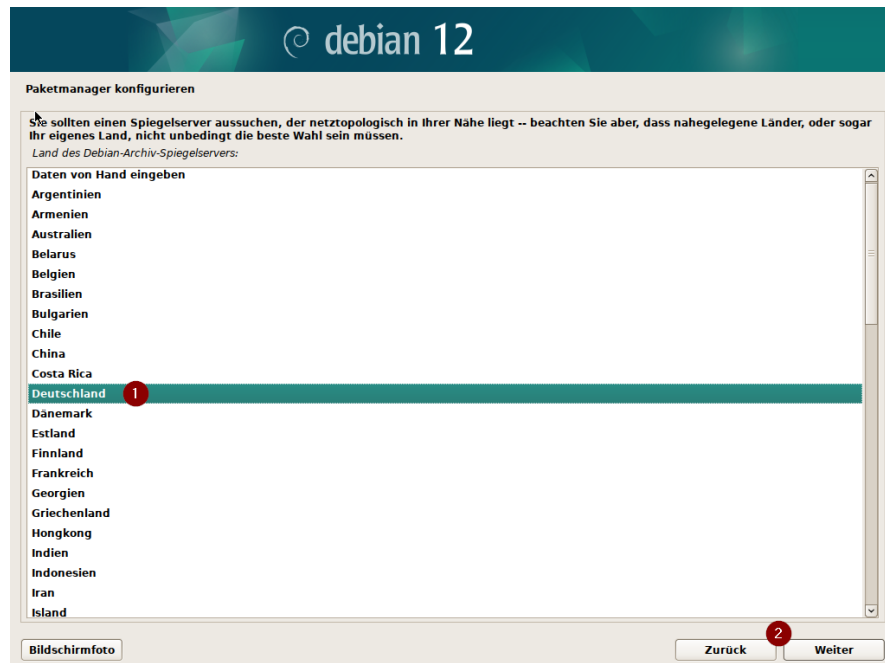 debian 12
Paketmanager konfigurieren
Sie sollten einen Spiegelserver aussuchen, der netztopologisch in Ihrer Nähe liegt -- beachten Sie aber, dass nahegelegene Länder, oder sogar
Ihr eigenes Land, nicht unbedingt die beste Wahl sein müssen.
Land des Debian-Archiv-Spiegelservers:
Daten von Hand eingeben
Argentinien
Armenien
Australien
Belarus
Belgien
Brasilien
Bulgarien
Chile
China
Costa Rica
Deutschland 1
Dänemark
Estland
Finnland
Frankreich
Georgien
Griechenland
Hongkong
Indien
Indonesien
Iran
Island
2
Bildschirmfoto Zurück Weiter